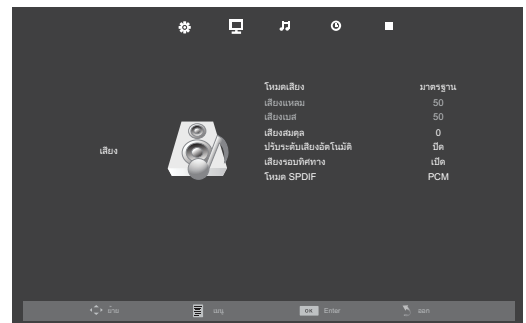 โหมดเสียง มาตรฐาน
เสียงแหลม 50
เสียงเบส 50
เสียงสมดุล 0
ปรับระดับเสียงอัตโนมัติ ปิด
เสียงรอบทิศทาง เปิด
โหมด SPDIF PCM
เสียง
ย้าย เมนู OK Enter ออก